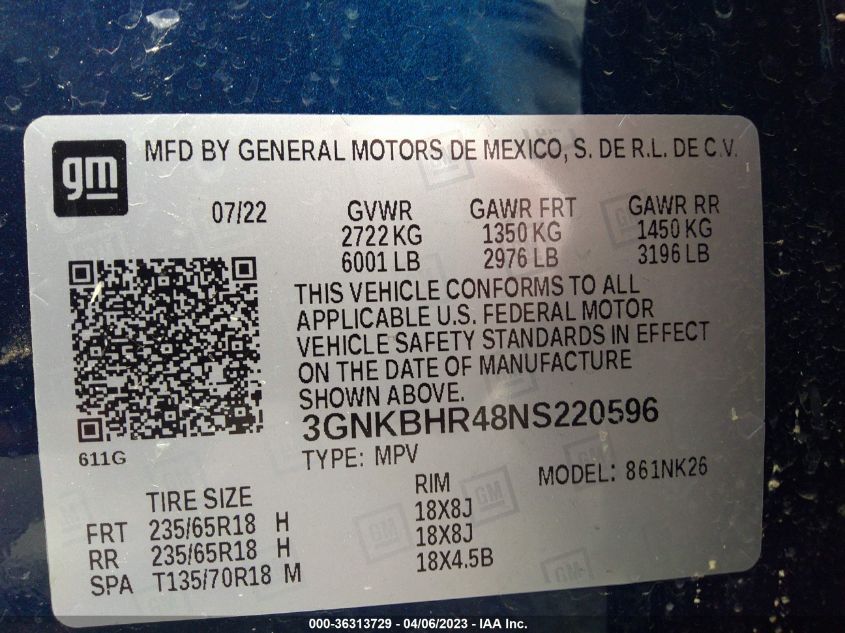 gm
MFD BY GENERAL MOTORS DE MEXICO, S. DE R.L. DE C.V.
07/22 GVWR GAWR FRT GAWR RR
2722 KG 1350 KG 1450 KG
6001 LB 2976 LB 3196 LB
THIS VEHICLE CONFORMS TO ALL
APPLICABLE U.S. FEDERAL MOTOR
VEHICLE SAFETY STANDARDS IN EFFECT
ON THE DATE OF MANUFACTURE
SHOWN ABOVE.
3GNKBHR48NS220596
611G
TYPE: MPV MODEL: 861NK26
TIRE SIZE RIM
FRT 235/65R18 H 18X8J
RR 235/65R18 H 18X8J
SPA T135/70R18 M 18X4.5B
000-36313729 - 04/06/2023 - IAA Inc.